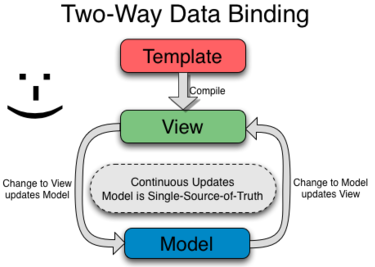 Two-Way Data Binding
Template
Compile
View
Change to View
updates Model
Continuous Updates
Model is Single-Source-of-Truth
Change to Model
updates View
Model